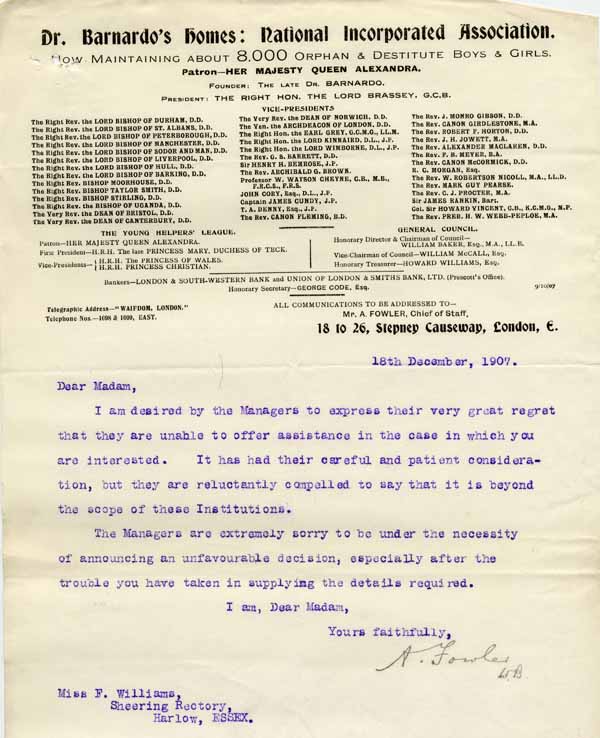 Dr. Barnardo's Homes: National Incorporated Association.
NOW MAINTAINING ABOUT 8,000 ORPHAN & DESTITUTE BOYS & GIRLS.
Patron—HER MAJESTY QUEEN ALEXANDRA.
FOUNDER: THE LATE DR. BARNARDO.
PRESIDENT: THE RIGHT HON. THE LORD BRASSEY, G.C.B.
VICE-PRESIDENTS
The Right Rev. the LORD BISHOP OF DURHAM, D.D.
The Right Rev. the LORD BISHOP OF ST. ALBANS, D.D.
The Right Rev. the LORD BISHOP OF PETERBOROUGH, D.D.
The Right Rev. the LORD BISHOP OF MANCHESTER, D.D.
The Right Rev. the LORD BISHOP OF SODOR AND MAN, D.D.
The Right Rev. the LORD BISHOP OF LIVERPOOL, D.D.
The Right Rev. the LORD BISHOP OF HULL, D.D.
The Right Rev. the LORD BISHOP OF BARKING, D.D.
The Right Rev. BISHOP MOORHOUSE, D.D.
The Right Rev. BISHOP TAYLOR SMITH, D.D.
The Right Rev. BISHOP STIRLING, D.D.
The Right Rev. the BISHOP OF UGANDA, D.D.
The Very Rev. the DEAN OF BRISTOL, D.D.
The Very Rev. the DEAN OF CANTERBURY, D.D.
The Very Rev. the DEAN OF NORWICH, D.D.
The Ven. the ARCHDEACON OF LONDON, D.D.
The Right Hon. the EARL GREY, G.C.M.G., LL.M.
The Right Hon. the LORD KINNAIRD, D.L., J.P.
The Right Hon. the LORD WIMBORNE, D.L., J.P.
The Rev. G. S. BARRETT, D.D.
Sir HENRY H. BEMROSE, J.P.
The Rev. ARCHIBALD G. BROWN.
Professor W. WATSON CHEYNE, C.B., M.B.,
F.R.C.S., F.R.S.
JOHN CORY, Esq., D.L., J.P.
Captain JAMES CUNDY, J.P.
T. A. DENNY, Esq., J.P.
The Rev. CANON FLEMING, B.D.
The Rev. J. MONRO GIBSON, D.D.
The Rev. CANON GIRDLESTONE, M.A.
The Rev. ROBERT F. HORTON, D.D.
The Rev. J. H. JOWETT, M.A.
The Rev. ALEXANDER MACLAREN, D.D.
The Rev. F. B. MEYER, B.A.
The Rev. CANON McCORMICK, D.D.
R. C. MORGAN, Esq.
The Rev. W. ROBERTSON NICOLL, M.A., LL.D.
The Rev. MARK GUY PEARSE.
The Rev. C. J. PROCTER, M.A.
Sir JAMES RANKIN, Bart.
Col. Sir HOWARD VINCENT, C.B., K.C.M.G., M.P.
The Rev. PREB. H. W. WEBB-PEPLOE, M.A.
THE YOUNG HELPERS' LEAGUE.
Patron—HER MAJESTY QUEEN ALEXANDRA.
First President—H.R.H. The late PRINCESS MARY, DUCHESS OF TECK.
Vice-Presidents— H.R.H. THE PRINCESS OF WALES.
H.R.H. PRINCESS CHRISTIAN.
GENERAL COUNCIL.
Honorary Director & Chairman of Council—
WILLIAM BAKER, Esq., M.A., LL.B.
Vice-Chairman of Council—WILLIAM McCALL, Esq.
Honorary Treasurer—HOWARD WILLIAMS, Esq.
Bankers—LONDON & SOUTH-WESTERN BANK and UNION OF LONDON & SMITHS BANK, LTD. (Prescott's Office).
Honorary Secretary—GEORGE CODE, Esq.
9/10/07
Telegraphic Address—"WAIFDOM, LONDON."
Telephone Nos.—1098 & 1099, EAST.
ALL COMMUNICATIONS TO BE ADDRESSED TO—
MR. A. FOWLER, Chief of Staff,
18 to 26, Stepney Causeway, London, E.
18th December, 1907.
Dear Madam,
I am desired by the Managers to express their very great regret
that they are unable to offer assistance in the case in which you
are interested. It has had their careful and patient considera-
tion, but they are reluctantly compelled to say that it is beyond
the scope of these Institutions.
The Managers are extremely sorry to be under the necessity
of announcing an unfavourable decision, especially after the
trouble you have taken in supplying the details required.
I am, Dear Madam,
Yours faithfully,
A. Fowler
W.B.
Miss F. Williams,
Sheering Rectory,
Harlow, ESSEX.